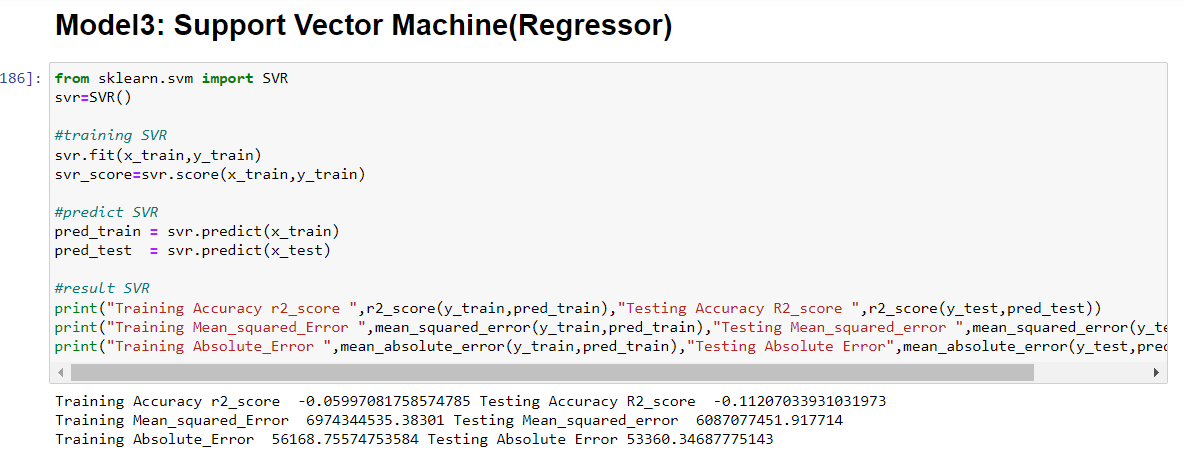 Model3: Support Vector Machine(Regressor)
186]:
from sklearn.svm import SVR
svr=SVR()
#training SVR
svr.fit(x_train,y_train)
svr_score=svr.score(x_train,y_train)
#predict SVR
pred_train = svr.predict(x_train)
pred_test  = svr.predict(x_test)
#result SVR
print("Training Accuracy r2_score ",r2_score(y_train,pred_train),"Testing Accuracy R2_score ",r2_score(y_test,pred_test))
print("Training Mean_squared_Error ",mean_squared_error(y_train,pred_train),"Testing Mean_squared_error ",mean_squared_error(y_te
print("Training Absolute_Error ",mean_absolute_error(y_train,pred_train),"Testing Absolute Error",mean_absolute_error(y_test,pred
Training Accuracy r2_score  -0.05997081758574785 Testing Accuracy R2_score  -0.11207033931031973
Training Mean_squared_Error  6974344535.38301 Testing Mean_squared_error  6087077451.917714
Training Absolute_Error  56168.75574753584 Testing Absolute Error 53360.34687775143